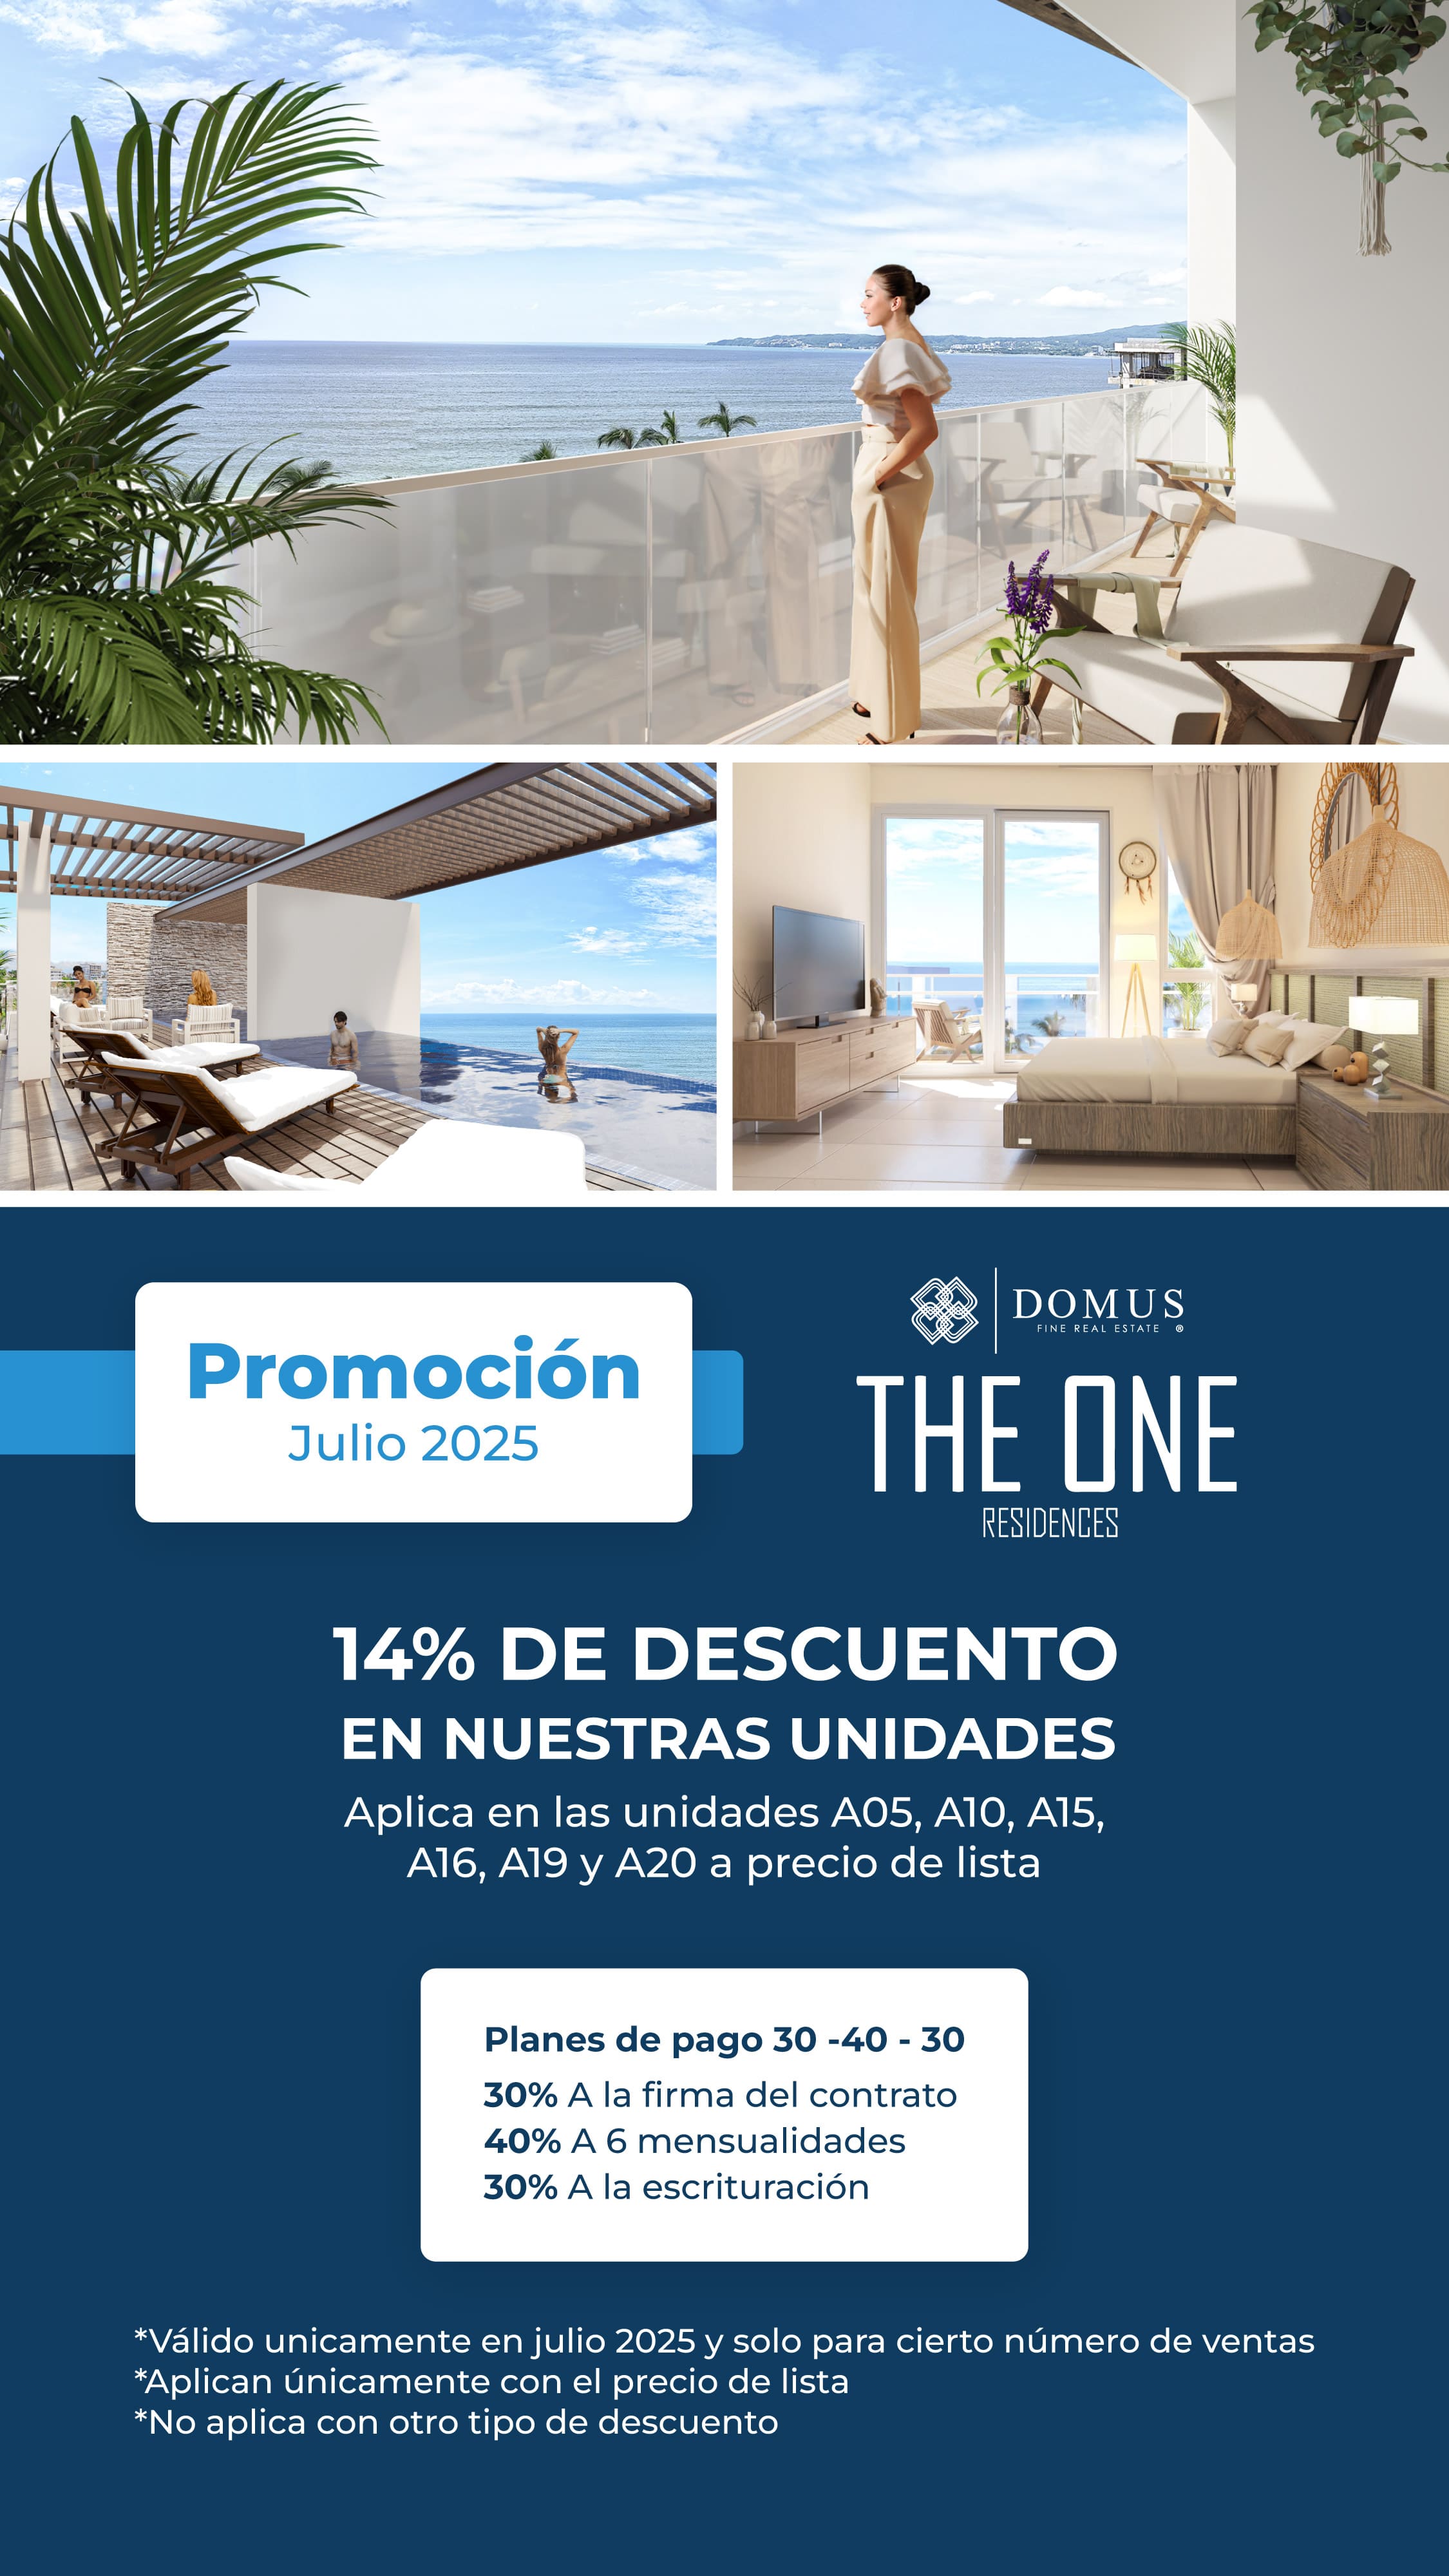 Promoción
Julio 2025
DOMUS
FINE REAL ESTATE ®
THE ONE
RESIDENCES
14% DE DESCUENTO
EN NUESTRAS UNIDADES
Aplica en las unidades A05, A10, A15,
A16, A19 y A20 a precio de lista
Planes de pago 30 -40 - 30
30% A la firma del contrato
40% A 6 mensualidades
30% A la escrituración
*Válido unicamente en julio 2025 y solo para cierto número de ventas
*Aplican únicamente con el precio de lista
*No aplica con otro tipo de descuento